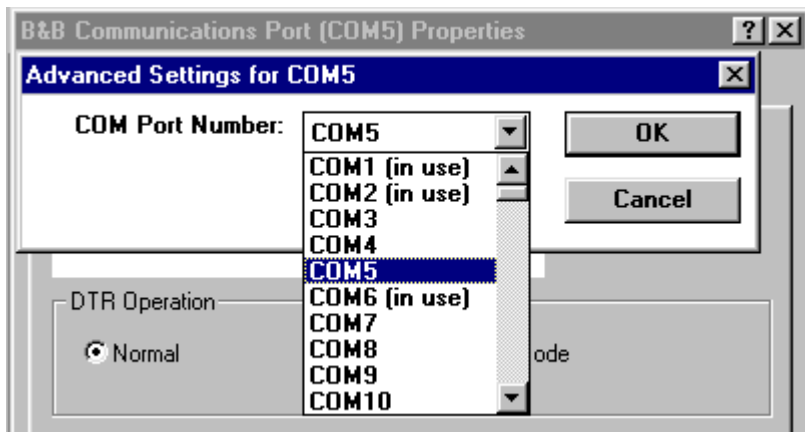 B&B Communications Port (COM5) Properties
Advanced Settings for COM5
COM Port Number:
COM5
OK
Cancel
COM1 (in use)
COM2 (in use)
COM3
COM4
COM5
COM6 (in use)
COM7
COM8
COM9
COM10
DTR Operation
Normal
ode